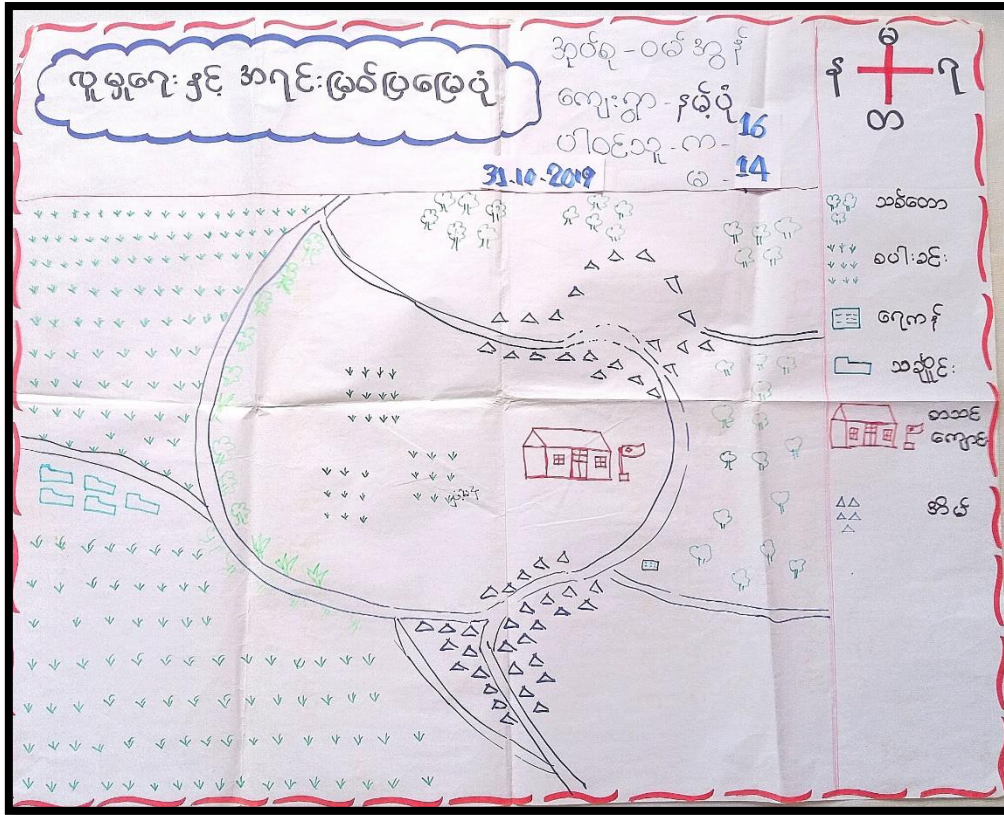 လူမှုရေး နှင့် အရင်းအမြစ်ပြမြေပုံ
အုပ်စု - ဝမ်အွန်
ကျေးရွာ - နမ့်ပုံ
ပါဝင်သူ - က - 16
မ - 14
31.10.2019
မ
န ရ
တ
သစ်တော
စပါးခင်း
ရေကန်
သချႋုင်း
စာသင်
ကျောင်း
အိမ်